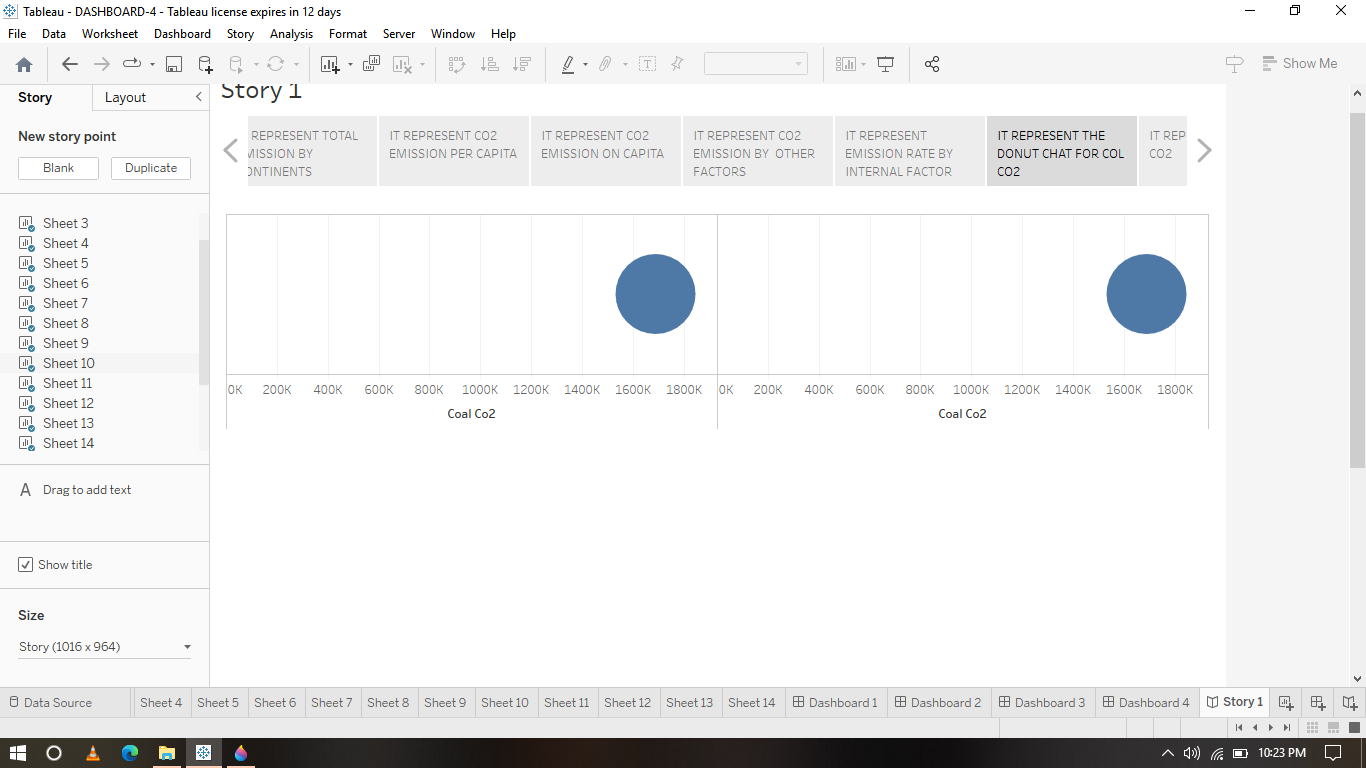 Tableau - DASHBOARD-4 - Tableau license expires in 12 days
File Data Worksheet Dashboard Story Analysis Format Server Window Help
Show Me
Story Layout
New story point
Blank Duplicate
Sheet 3
Sheet 4
Sheet 5
Sheet 6
Sheet 7
Sheet 8
Sheet 9
Sheet 10
Sheet 11
Sheet 12
Sheet 13
Sheet 14
A Drag to add text
Show title
Size
Story (1016 x 964)
Story 1
REPRESENT TOTAL
MISSION BY
ONTINENTS
IT REPRESENT CO2
EMISSION PER CAPITA
IT REPRESENT CO2
EMISSION ON CAPITA
IT REPRESENT CO2
EMISSION BY  OTHER
FACTORS
IT REPRESENT
EMISSION RATE BY
INTERNAL FACTOR
IT REPRESENT THE
DONUT CHAT FOR COL
CO2
IT REP
CO2
0K 200K 400K 600K 800K 1000K 1200K 1400K 1600K 1800K
Coal Co2
0K 200K 400K 600K 800K 1000K 1200K 1400K 1600K 1800K
Coal Co2
Data Source Sheet 4 Sheet 5 Sheet 6 Sheet 7 Sheet 8 Sheet 9 Sheet 10 Sheet 11 Sheet 12 Sheet 13 Sheet 14 Dashboard 1 Dashboard 2 Dashboard 3 Dashboard 4 Story 1
10:23 PM